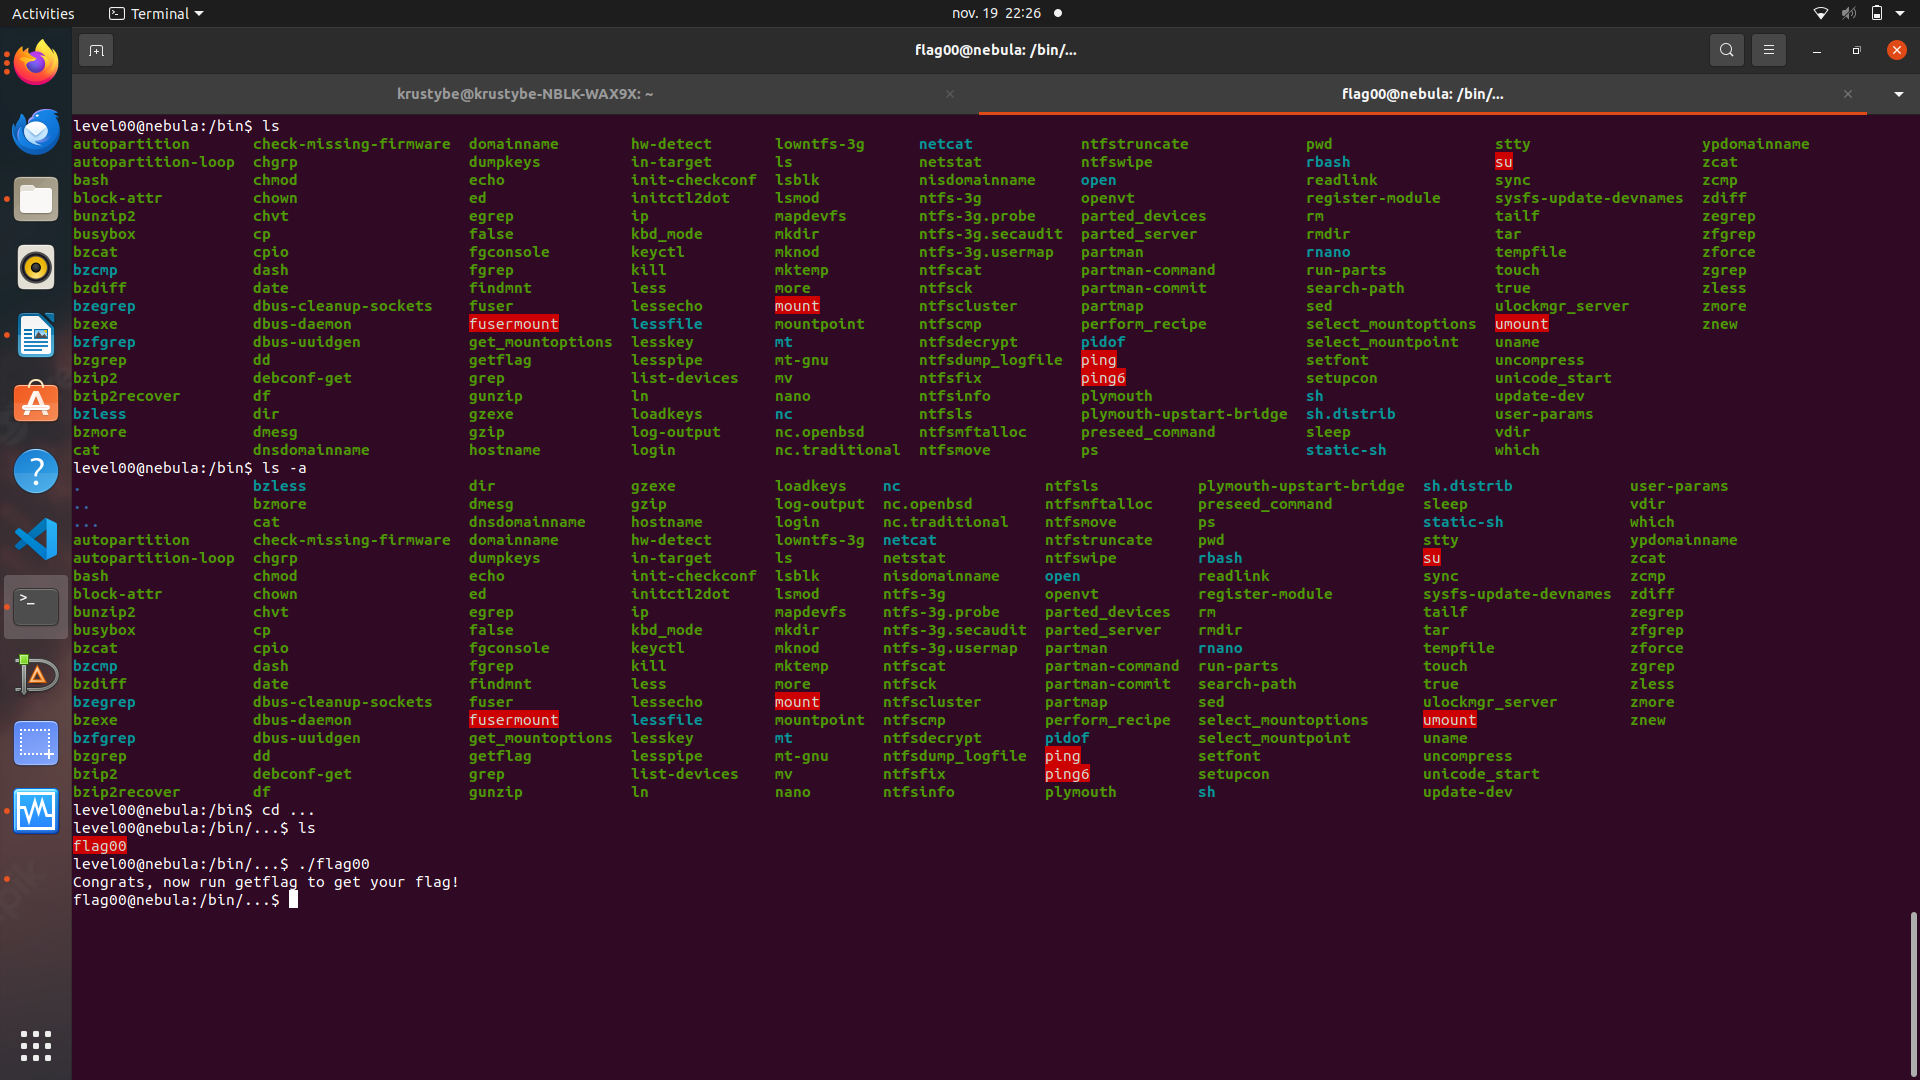 Activities Terminal nov. 19 22:26
flag00@nebula: /bin/...
krustybe@krustybe-NBLK-WAX9X: ~ flag00@nebula: /bin/...
level00@nebula:/bin$ ls
autopartition check-missing-firmware domainname hw-detect lowntfs-3g netcat ntfstruncate pwd stty ypdomainname
autopartition-loop chgrp dumpkeys in-target ls netstat ntfswipe rbash su zcat
bash chmod echo init-checkconf lsblk nisdomainname open readlink sync zcmp
block-attr chown ed initctl2dot lsmod ntfs-3g openvt register-module sysfs-update-devnames zdiff
bunzip2 chvt egrep ip mapdevfs ntfs-3g.probe parted_devices rm tailf zegrep
busybox cp false kbd_mode mkdir ntfs-3g.secaudit parted_server rmdir tar zfgrep
bzcat cpio fgconsole keyctl mknod ntfs-3g.usermap partman rnano tempfile zforce
bzcmp dash fgrep kill mktemp ntfscat partman-command run-parts touch zgrep
bzdiff date findmnt less more ntfsck partman-commit search-path true zless
bzegrep dbus-cleanup-sockets fuser lessecho mount ntfscluster partmap sed ulockmgr_server zmore
bzexe dbus-daemon fusermount lessfile mountpoint ntfscmp perform_recipe select_mountoptions umount znew
bzfgrep dbus-uuidgen get_mountoptions lesskey mt ntfsdecrypt pidof select_mountpoint uname
bzgrep dd getflag lesspipe mt-gnu ntfsdump_logfile ping setfont uncompress
bzip2 debconf-get grep list-devices mv ntfsfix ping6 setupcon unicode_start
bzip2recover df gunzip ln nano ntfsinfo plymouth sh update-dev
bzless dir gzexe loadkeys nc ntfsls plymouth-upstart-bridge sh.distrib user-params
bzmore dmesg gzip log-output nc.openbsd ntfsmftalloc preseed_command sleep vdir
cat dnsdomainname hostname login nc.traditional ntfsmove ps static-sh which
level00@nebula:/bin$ ls -a
. bzless dir gzexe loadkeys nc ntfsls plymouth-upstart-bridge sh.distrib user-params
.. bzmore dmesg gzip log-output nc.openbsd ntfsmftalloc preseed_command sleep vdir
... cat dnsdomainname hostname login nc.traditional ntfsmove ps static-sh which
autopartition check-missing-firmware domainname hw-detect lowntfs-3g netcat ntfstruncate pwd stty ypdomainname
autopartition-loop chgrp dumpkeys in-target ls netstat ntfswipe rbash su zcat
bash chmod echo init-checkconf lsblk nisdomainname open readlink sync zcmp
block-attr chown ed initctl2dot lsmod ntfs-3g openvt register-module sysfs-update-devnames zdiff
bunzip2 chvt egrep ip mapdevfs ntfs-3g.probe parted_devices rm tailf zegrep
busybox cp false kbd_mode mkdir ntfs-3g.secaudit parted_server rmdir tar zfgrep
bzcat cpio fgconsole keyctl mknod ntfs-3g.usermap partman rnano tempfile zforce
bzcmp dash fgrep kill mktemp ntfscat partman-command run-parts touch zgrep
bzdiff date findmnt less more ntfsck partman-commit search-path true zless
bzegrep dbus-cleanup-sockets fuser lessecho mount ntfscluster partmap sed ulockmgr_server zmore
bzexe dbus-daemon fusermount lessfile mountpoint ntfscmp perform_recipe select_mountoptions umount znew
bzfgrep dbus-uuidgen get_mountoptions lesskey mt ntfsdecrypt pidof select_mountpoint uname
bzgrep dd getflag lesspipe mt-gnu ntfsdump_logfile ping setfont uncompress
bzip2 debconf-get grep list-devices mv ntfsfix ping6 setupcon unicode_start
bzip2recover df gunzip ln nano ntfsinfo plymouth sh update-dev
level00@nebula:/bin$ cd ...
level00@nebula:/bin/...$ ls
flag00
level00@nebula:/bin/...$ ./flag00
Congrats, now run getflag to get your flag!
flag00@nebula:/bin/...$